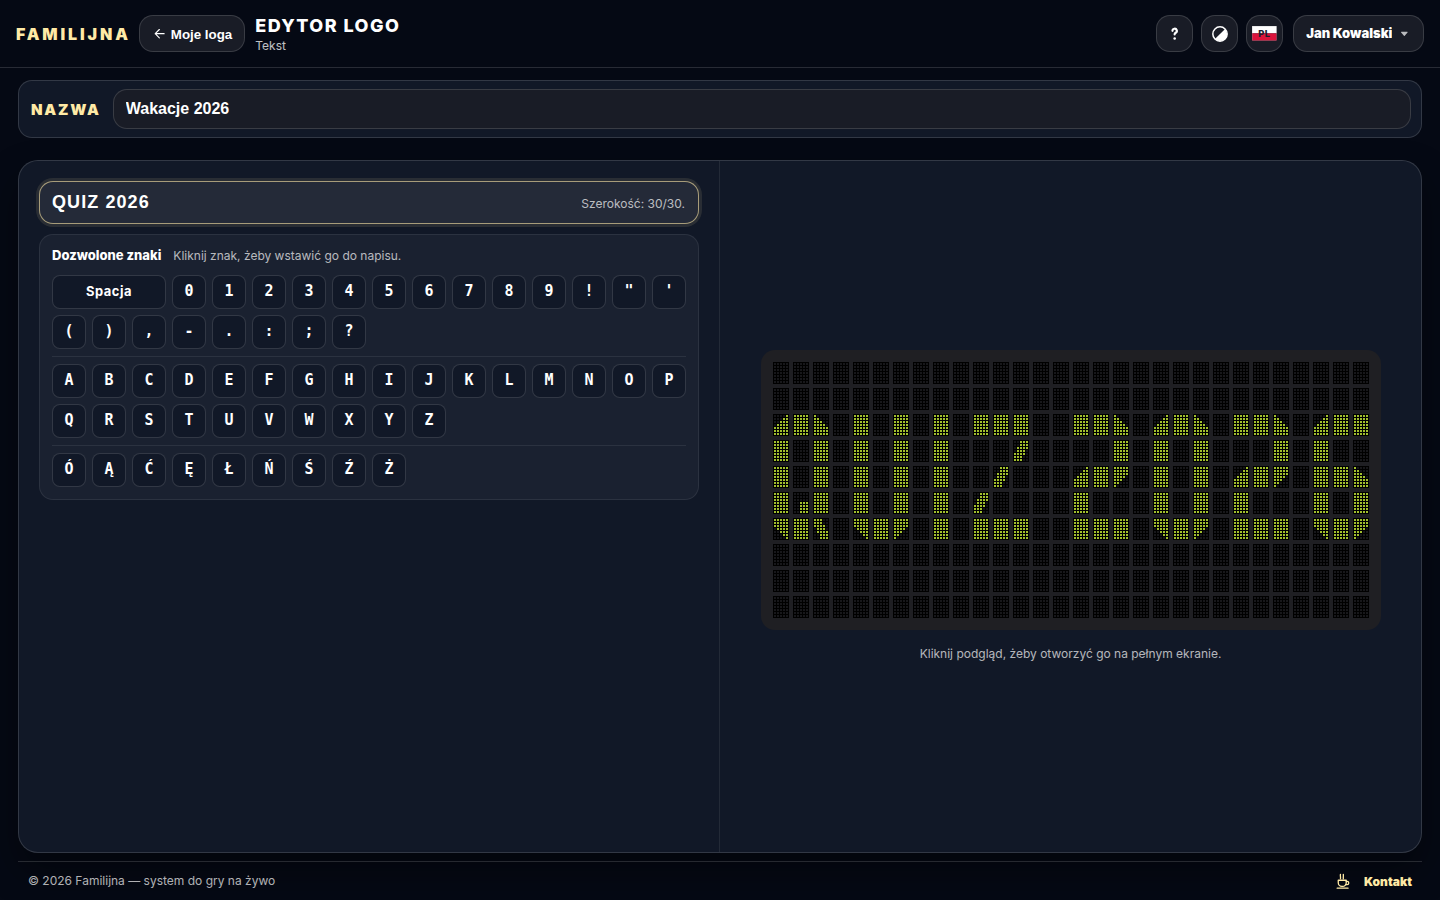 FAMILIJNA
← Moje loga
EDYTOR LOGO
Tekst
?
PL
Jan Kowalski
NAZWA
Wakacje 2026
QUIZ 2026
Szerokość: 30/30.
Dozwolone znaki
Kliknij znak, żeby wstawić go do napisu.
Spacja 0 1 2 3 4 5 6 7 8 9 ! " '
( ) , - . : ; ?
A B C D E F G H I J K L M N O P
Q R S T U V W X Y Z
Ó Ą Ć Ę Ł Ń Ś Ź Ż
QUIZ 2026
Kliknij podgląd, żeby otworzyć go na pełnym ekranie.
© 2026 Familijna — system do gry na żywo
Kontakt